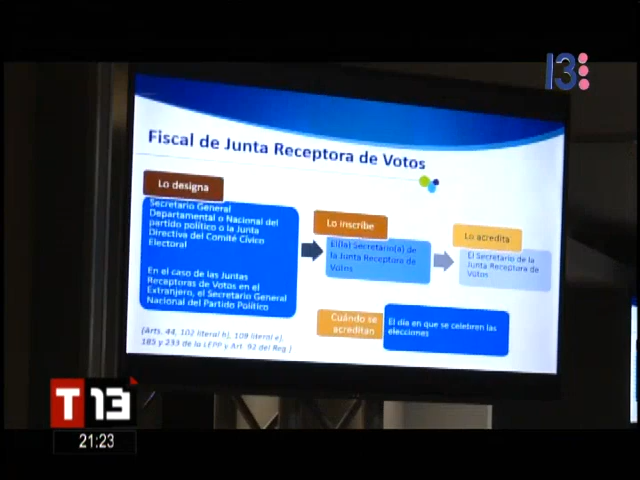 13
Fiscal de Junta Receptora de Votos
Lo designa
Secretario General
Departamental o Nacional del
partido político o la Junta
Directiva del Comité Cívico
Electoral
En el caso de las Juntas
Receptoras de Votos en el
Extranjero, el Secretario General
Nacional del Partido Político
Lo inscribe
El(la) Secretario(a) de
la Junta Receptora de
Votos
Lo acredita
El Secretario de la
Junta Receptora de
Votos
Cuándo se
acreditan
El día en que se celebren las
elecciones
(Arts. 44, 102 literal h), 109 literal e),
185 y 233 de la LEPP y Art. 92 del Reg.)
T13
21:23